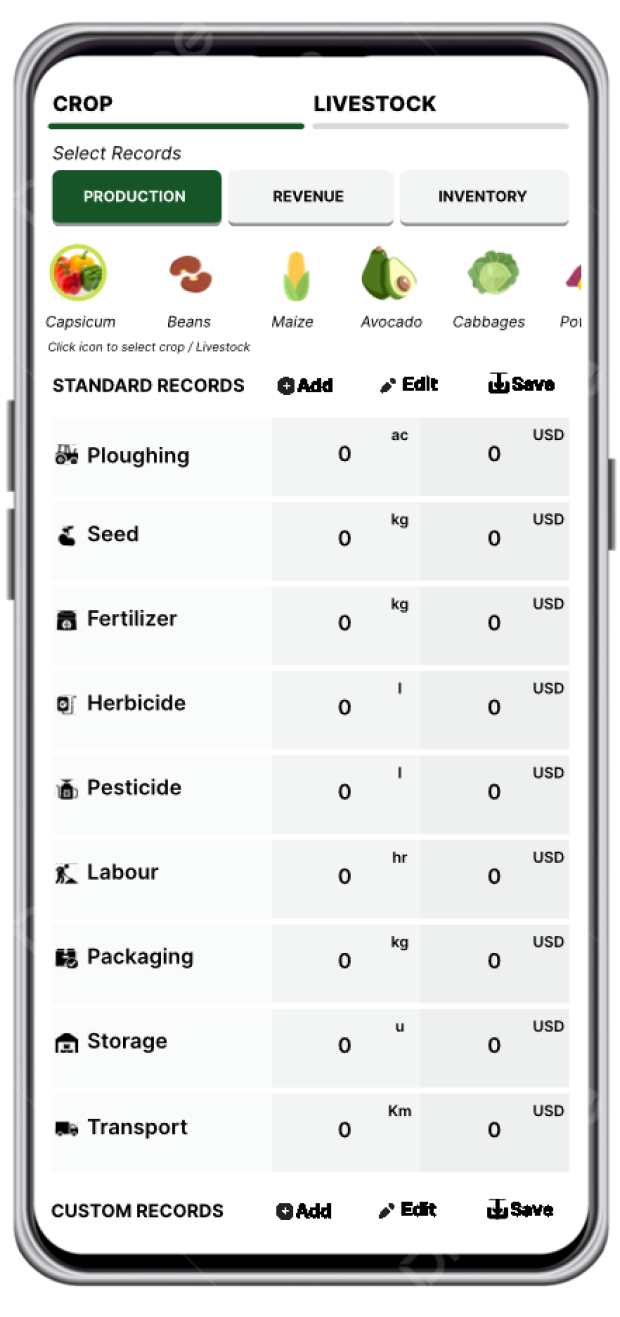 CROP LIVESTOCK
Select Records
PRODUCTION REVENUE INVENTORY
Capsicum Beans Maize Avocado Cabbages Pot
Click icon to select crop / Livestock
STANDARD RECORDS Add Edit Save
Ploughing 0 ac 0 USD
Seed 0 kg 0 USD
Fertilizer 0 kg 0 USD
Herbicide 0 l 0 USD
Pesticide 0 l 0 USD
Labour 0 hr 0 USD
Packaging 0 kg 0 USD
Storage 0 u 0 USD
Transport 0 Km 0 USD
CUSTOM RECORDS Add Edit Save